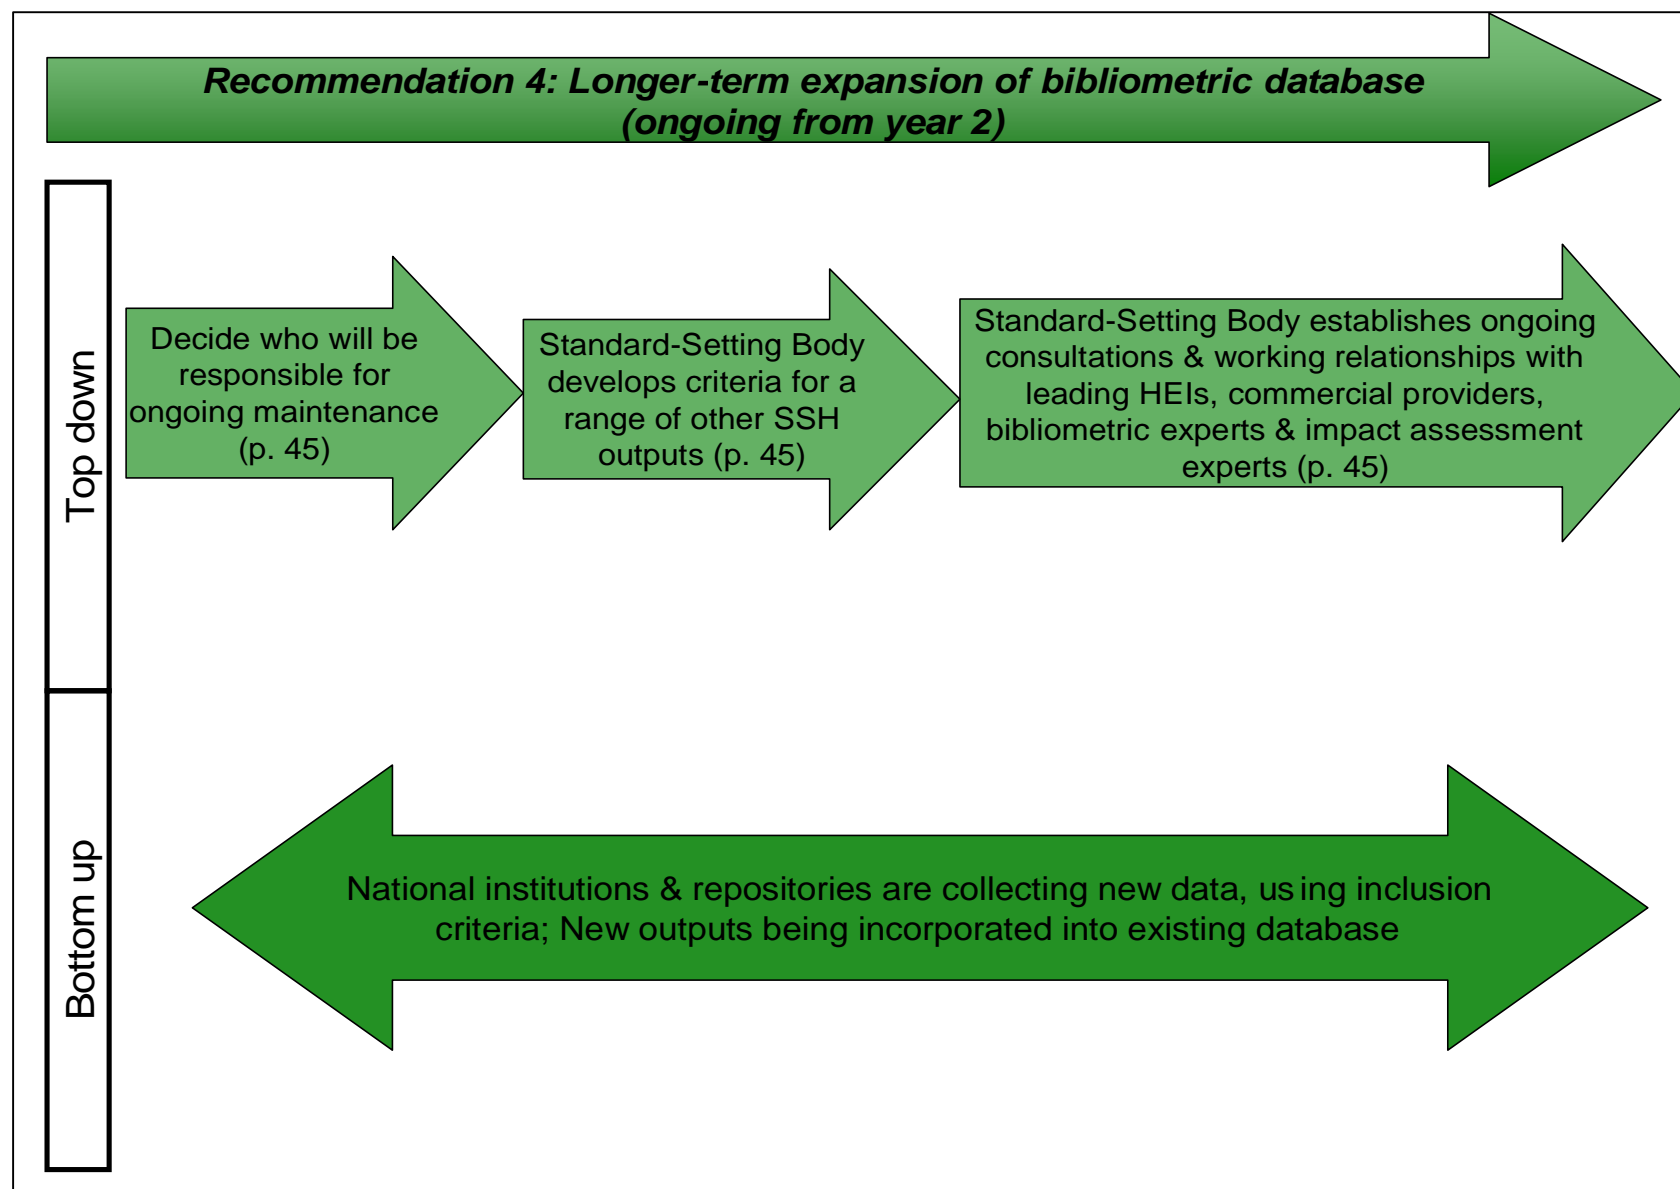 Recommendation 4: Longer-term expansion of bibliometric database
(ongoing from year 2)
Top down
Decide who will be
responsible for
ongoing maintenance
(p. 45)
Standard-Setting Body
develops criteria for a
range of other SSH
outputs (p. 45)
Standard-Setting Body establishes ongoing
consultations & working relationships with
leading HEIs, commercial providers,
bibliometric experts & impact assessment
experts (p. 45)
Bottom up
National institutions & repositories are collecting new data, using inclusion
criteria; New outputs being incorporated into existing database